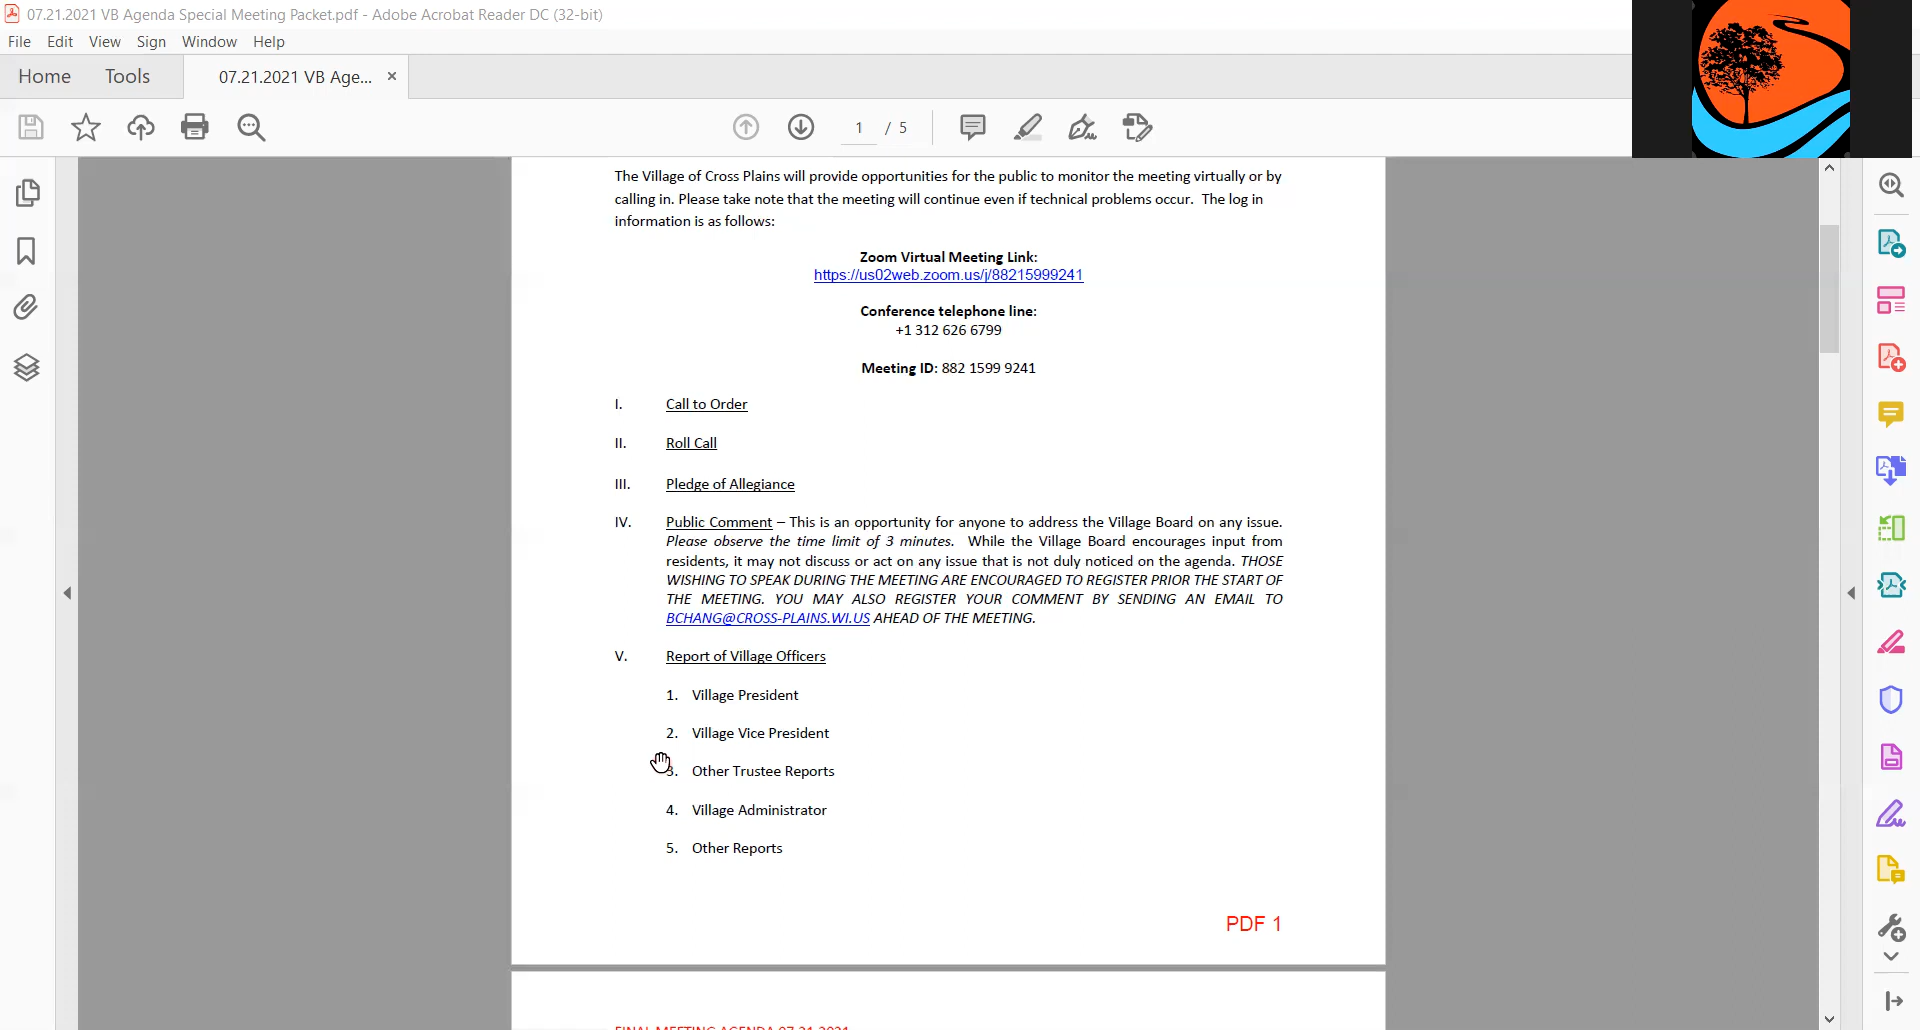 07.21.2021 VB Agenda Special Meeting Packet.pdf - Adobe Acrobat Reader DC (32-bit)
File Edit View Sign Window Help
Home Tools 07.21.2021 VB Age... ×
1 / 5
The Village of Cross Plains will provide opportunities for the public to monitor the meeting virtually or by
calling in. Please take note that the meeting will continue even if technical problems occur. The log in
information is as follows:
Zoom Virtual Meeting Link:
https://us02web.zoom.us/j/88215999241
Conference telephone line:
+1 312 626 6799
Meeting ID: 882 1599 9241
I. Call to Order
II. Roll Call
III. Pledge of Allegiance
IV. Public Comment – This is an opportunity for anyone to address the Village Board on any issue.
Please observe the time limit of 3 minutes. While the Village Board encourages input from
residents, it may not discuss or act on any issue that is not duly noticed on the agenda. THOSE
WISHING TO SPEAK DURING THE MEETING ARE ENCOURAGED TO REGISTER PRIOR THE START OF
THE MEETING. YOU MAY ALSO REGISTER YOUR COMMENT BY SENDING AN EMAIL TO
BCHANG@CROSS-PLAINS.WI.US AHEAD OF THE MEETING.
V. Report of Village Officers
1. Village President
2. Village Vice President
3. Other Trustee Reports
4. Village Administrator
5. Other Reports
PDF 1
FINAL MEETING AGENDA 07-21-2021